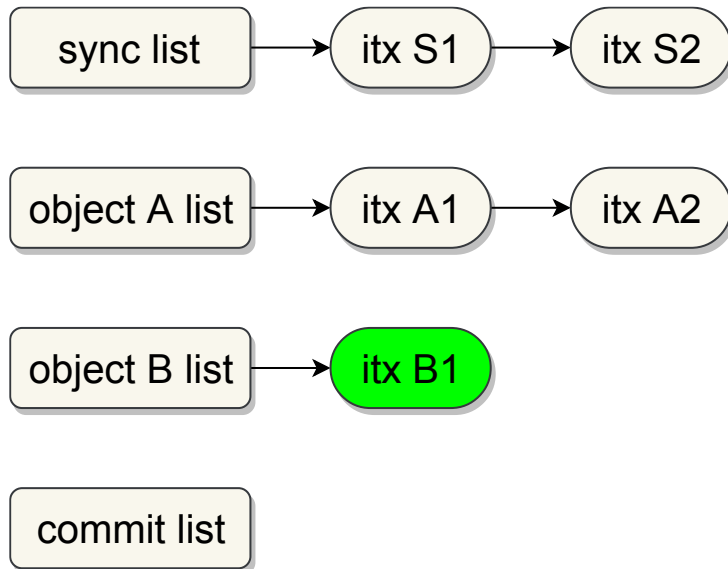 sync list
itx S1
itx S2
object A list
itx A1
itx A2
object B list
itx B1
commit list